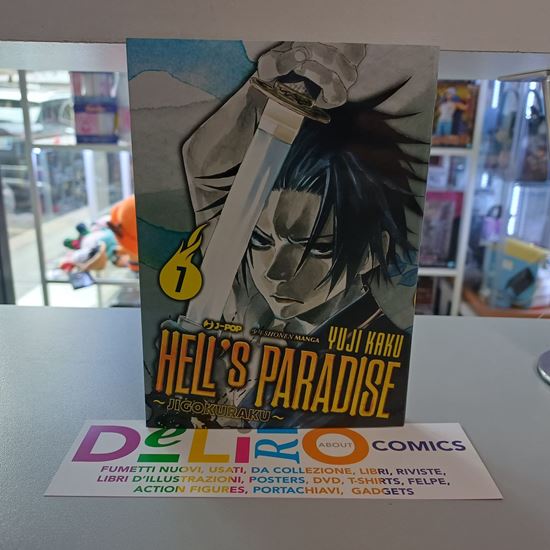 7
J-POP SHONEN MANGA
YUJI KAKU
HELL'S PARADISE
~ JIGOKURAKU ~
DeLiRiO ABOUT COMICS
FUMETTI NUOVI, USATI, DA COLLEZIONE, LIBRI, RIVISTE,
LIBRI D'ILLUSTRAZIONI, POSTERS, DVD, T-SHIRTS, FELPE,
ACTION FIGURES, PORTACHIAVI, GADGETS